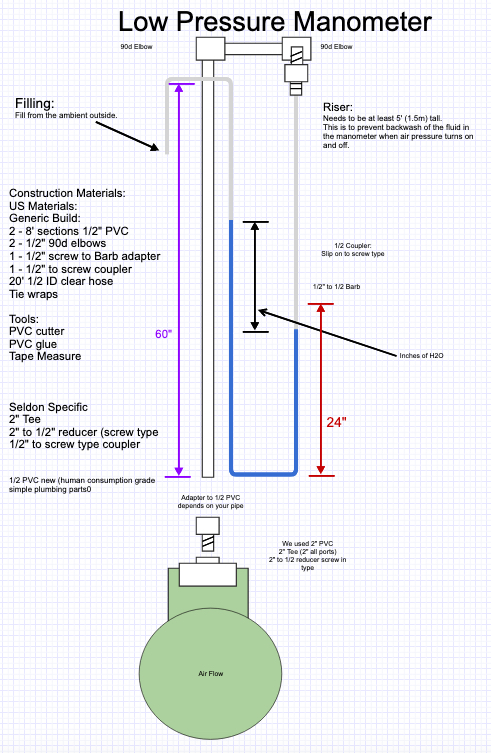 Low Pressure Manometer
90d Elbow
90d Elbow
Filling:
Fill from the ambient outside.
Riser:
Needs to be at least 5' (1.5m) tall.
This is to prevent backwash of the fluid in
the manometer when air pressure turns on
and off.
Construction Materials:
US Materials:
Generic Build:
2 - 8' sections 1/2" PVC
2 - 1/2" 90d elbows
1 - 1/2" screw to Barb adapter
1 - 1/2" to screw coupler
20' 1/2 ID clear hose
Tie wraps
Tools:
PVC cutter
PVC glue
Tape Measure
1/2 Coupler:
Slip on to screw type
1/2" to 1/2 Barb
60"
Inches of H2O
24"
Seldon Specific
2" Tee
2" to 1/2" reducer (screw type
1/2" to screw type coupler
1/2 PVC new (human consumption grade
simple plumbing parts0
Adapter to 1/2 PVC
depends on your pipe
We used 2" PVC
2" Tee (2" all ports)
2" to 1/2 reducer screw in
type
Air Flow